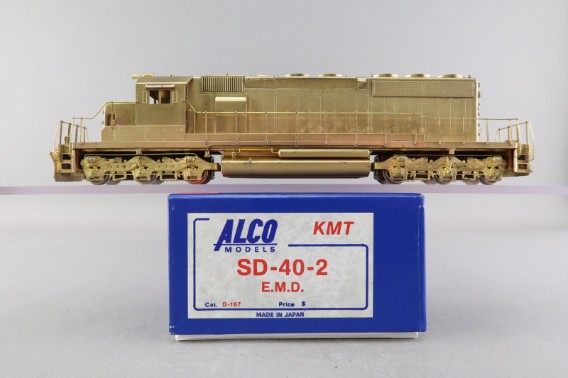 ALCO KMT
MODELS
SD-40-2
E.M.D.
Cat. D-167 Price $
MADE IN JAPAN